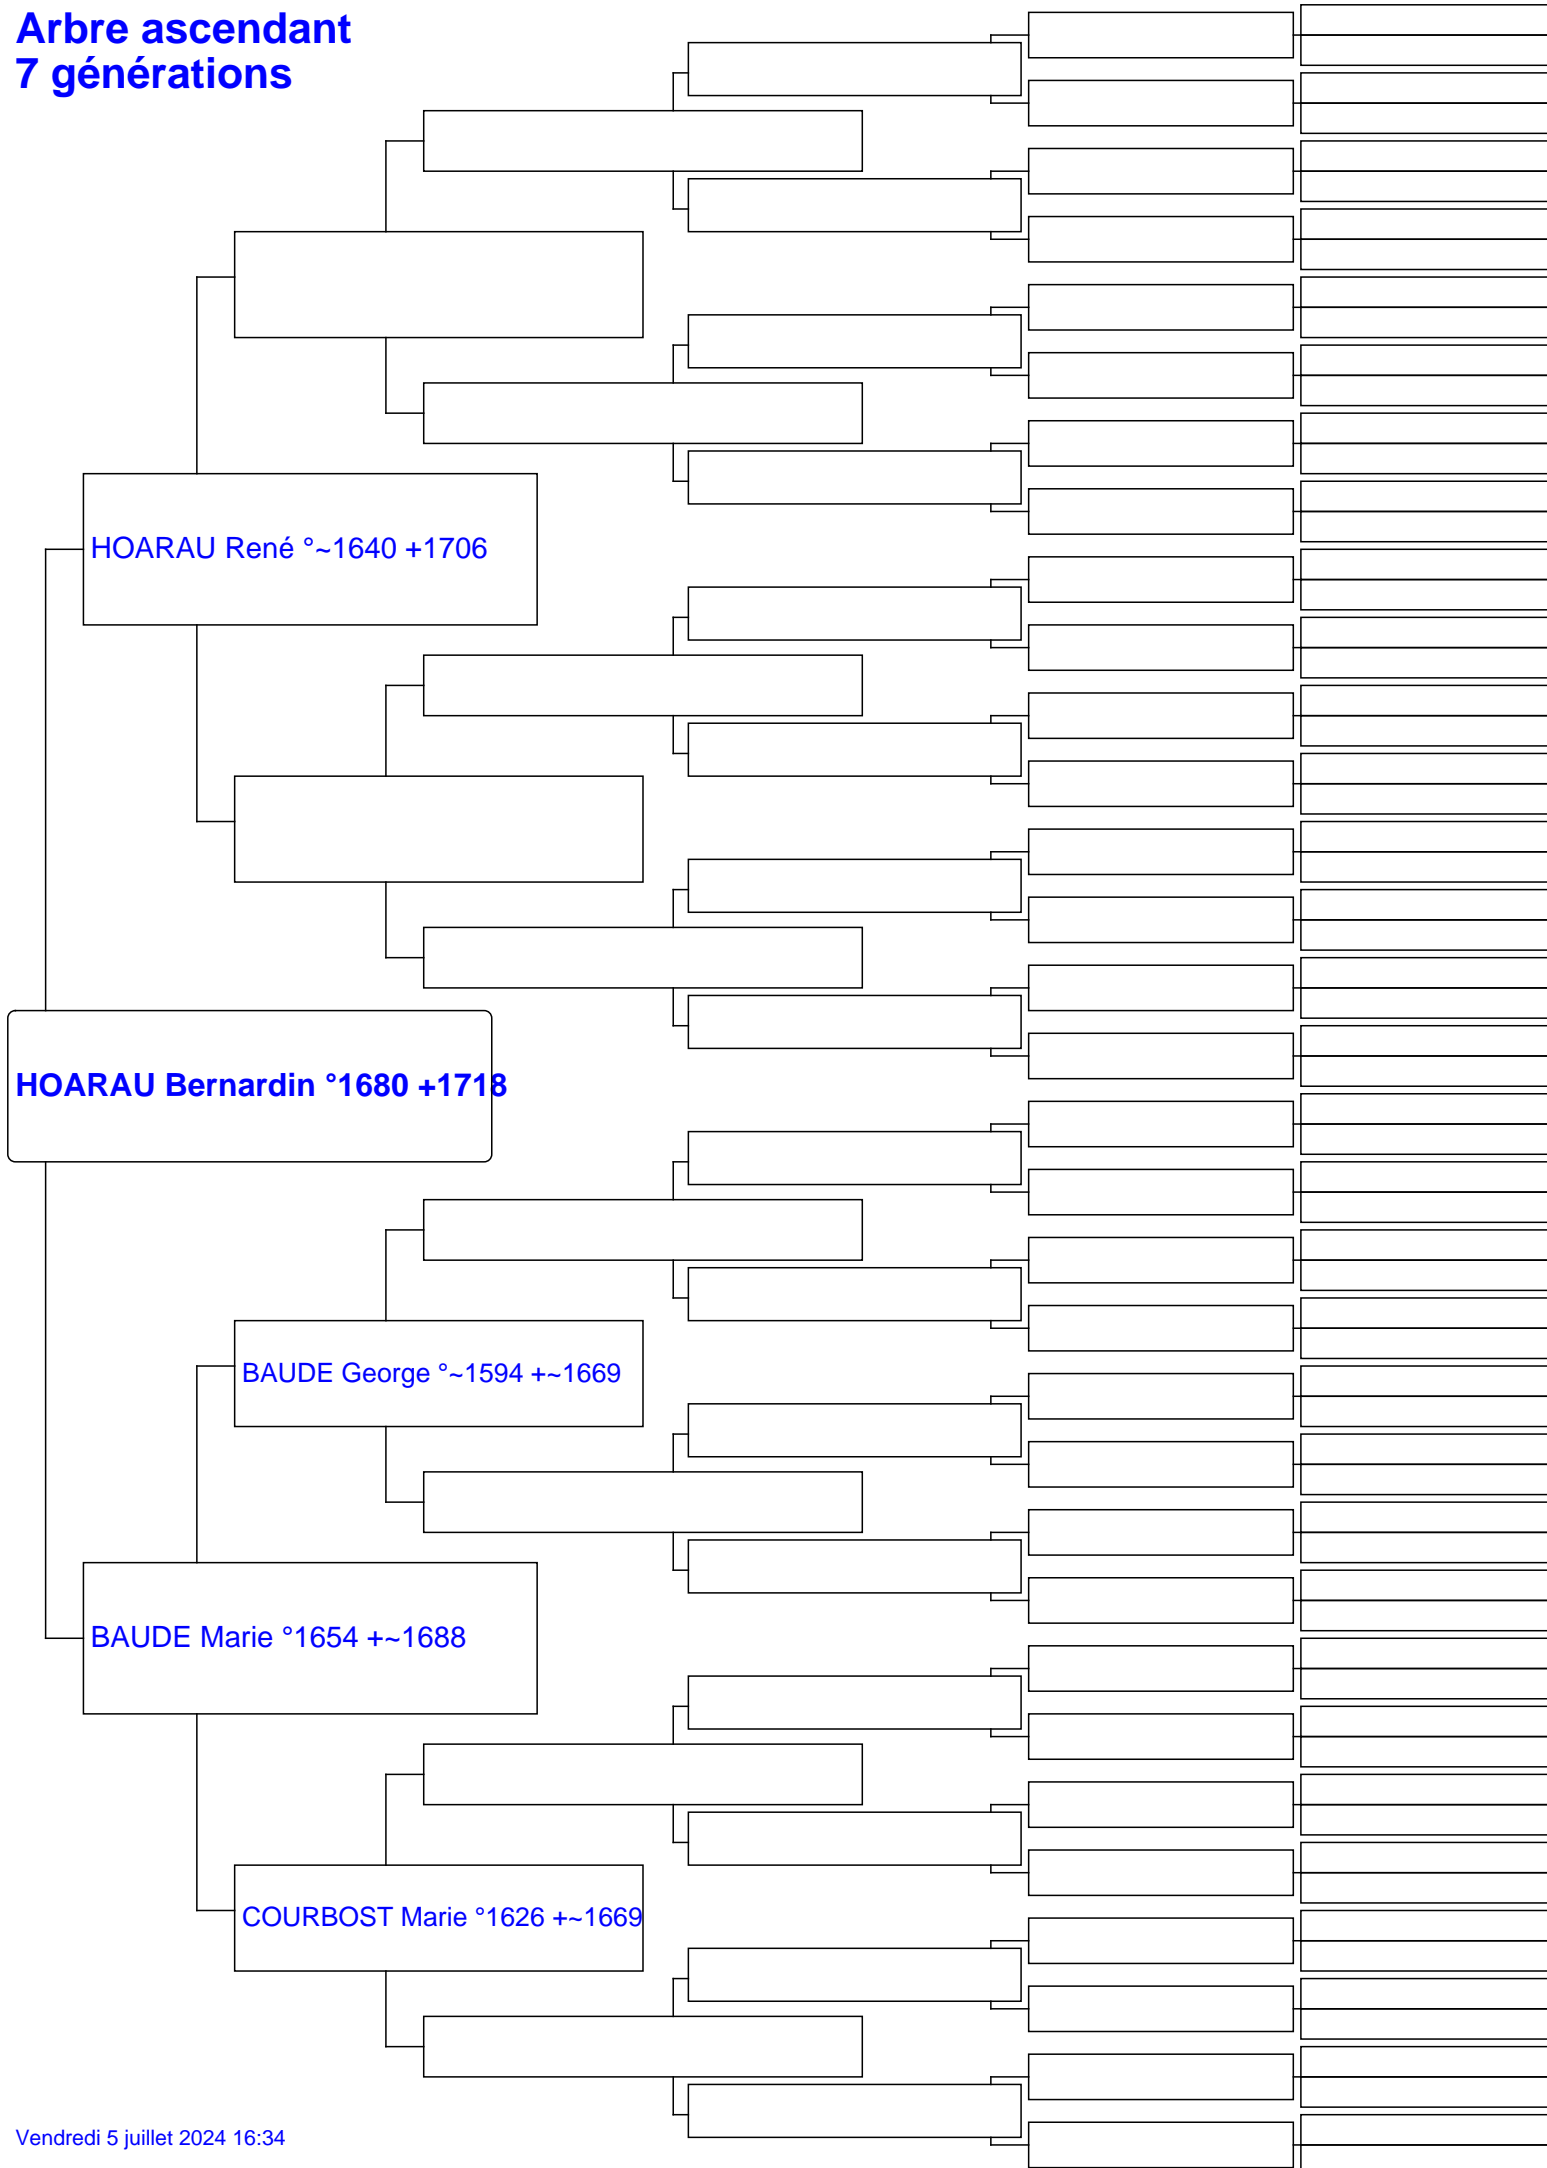 Arbre ascendant
7 générations
HOARAU René °~1640 +1706
HOARAU Bernardin °1680 +1718
BAUDE George °~1594 +~1669
BAUDE Marie °1654 +~1688
COURBOST Marie °1626 +~1669
Vendredi 5 juillet 2024 16:34